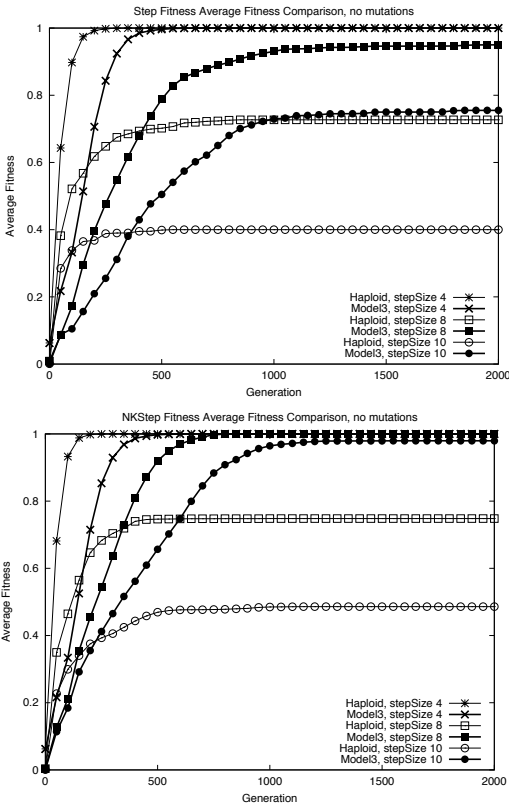 Step Fitness Average Fitness Comparison, no mutations
1
0.8
0.6
0.4
0.2
0
Average Fitness
Haploid, stepSize 4
Model3, stepSize 4
Haploid, stepSize 8
Model3, stepSize 8
Haploid, stepSize 10
Model3, stepSize 10
0 500 1000 1500 2000
Generation
NKStep Fitness Average Fitness Comparison, no mutations
1
0.8
0.6
0.4
0.2
0
Average Fitness
Haploid, stepSize 4
Model3, stepSize 4
Haploid, stepSize 8
Model3, stepSize 8
Haploid, stepSize 10
Model3, stepSize 10
0 500 1000 1500 2000
Generation